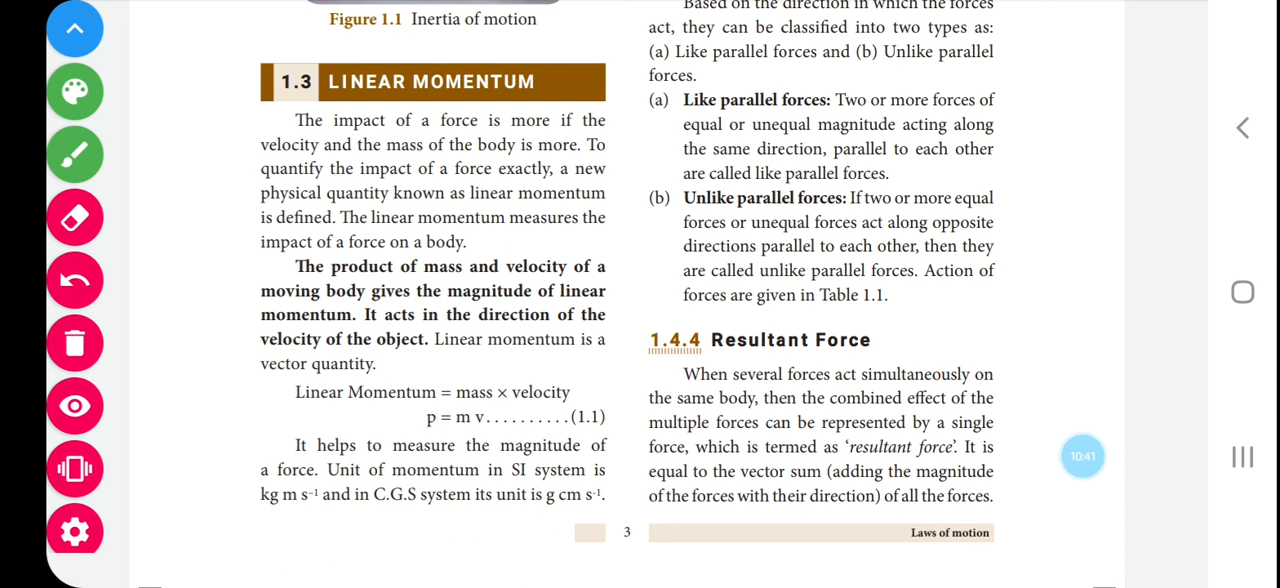 Figure 1.1 Inertia of motion
1.3 LINEAR MOMENTUM
The impact of a force is more if the
velocity and the mass of the body is more. To
quantify the impact of a force exactly, a new
physical quantity known as linear momentum
is defined. The linear momentum measures the
impact of a force on a body.
The product of mass and velocity of a
moving body gives the magnitude of linear
momentum. It acts in the direction of the
velocity of the object. Linear momentum is a
vector quantity.
Linear Momentum = mass × velocity
p = m v..........(1.1)
It helps to measure the magnitude of
a force. Unit of momentum in SI system is
kg m s⁻¹ and in C.G.S system its unit is g cm s⁻¹.
Based on the direction in which the forces
act, they can be classified into two types as:
(a) Like parallel forces and (b) Unlike parallel
forces.
(a) Like parallel forces: Two or more forces of
equal or unequal magnitude acting along
the same direction, parallel to each other
are called like parallel forces.
(b) Unlike parallel forces: If two or more equal
forces or unequal forces act along opposite
directions parallel to each other, then they
are called unlike parallel forces. Action of
forces are given in Table 1.1.
1.4.4 Resultant Force
When several forces act simultaneously on
the same body, then the combined effect of the
multiple forces can be represented by a single
force, which is termed as ‘resultant force’. It is
equal to the vector sum (adding the magnitude
of the forces with their direction) of all the forces.
3
Laws of motion
10:41